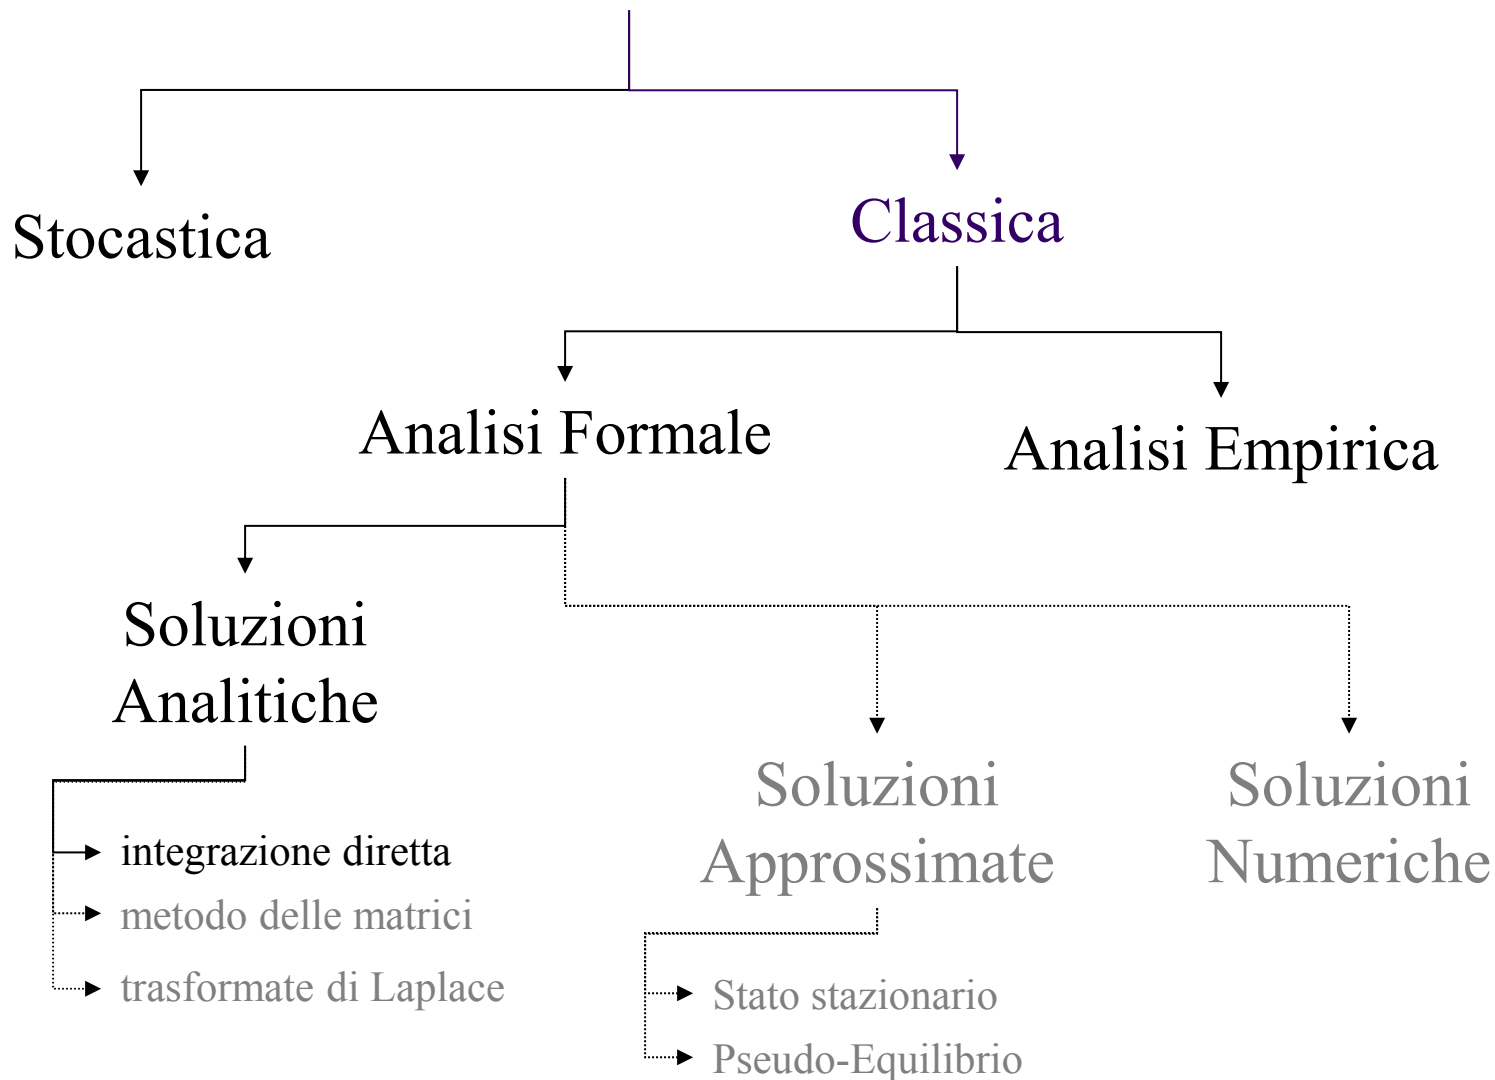 Stocastica
Classica
Analisi Formale
Analisi Empirica
Soluzioni
Analitiche
integrazione diretta
metodo delle matrici
trasformate di Laplace
Soluzioni
Approssimate
Stato stazionario
Pseudo-Equilibrio
Soluzioni
Numeriche